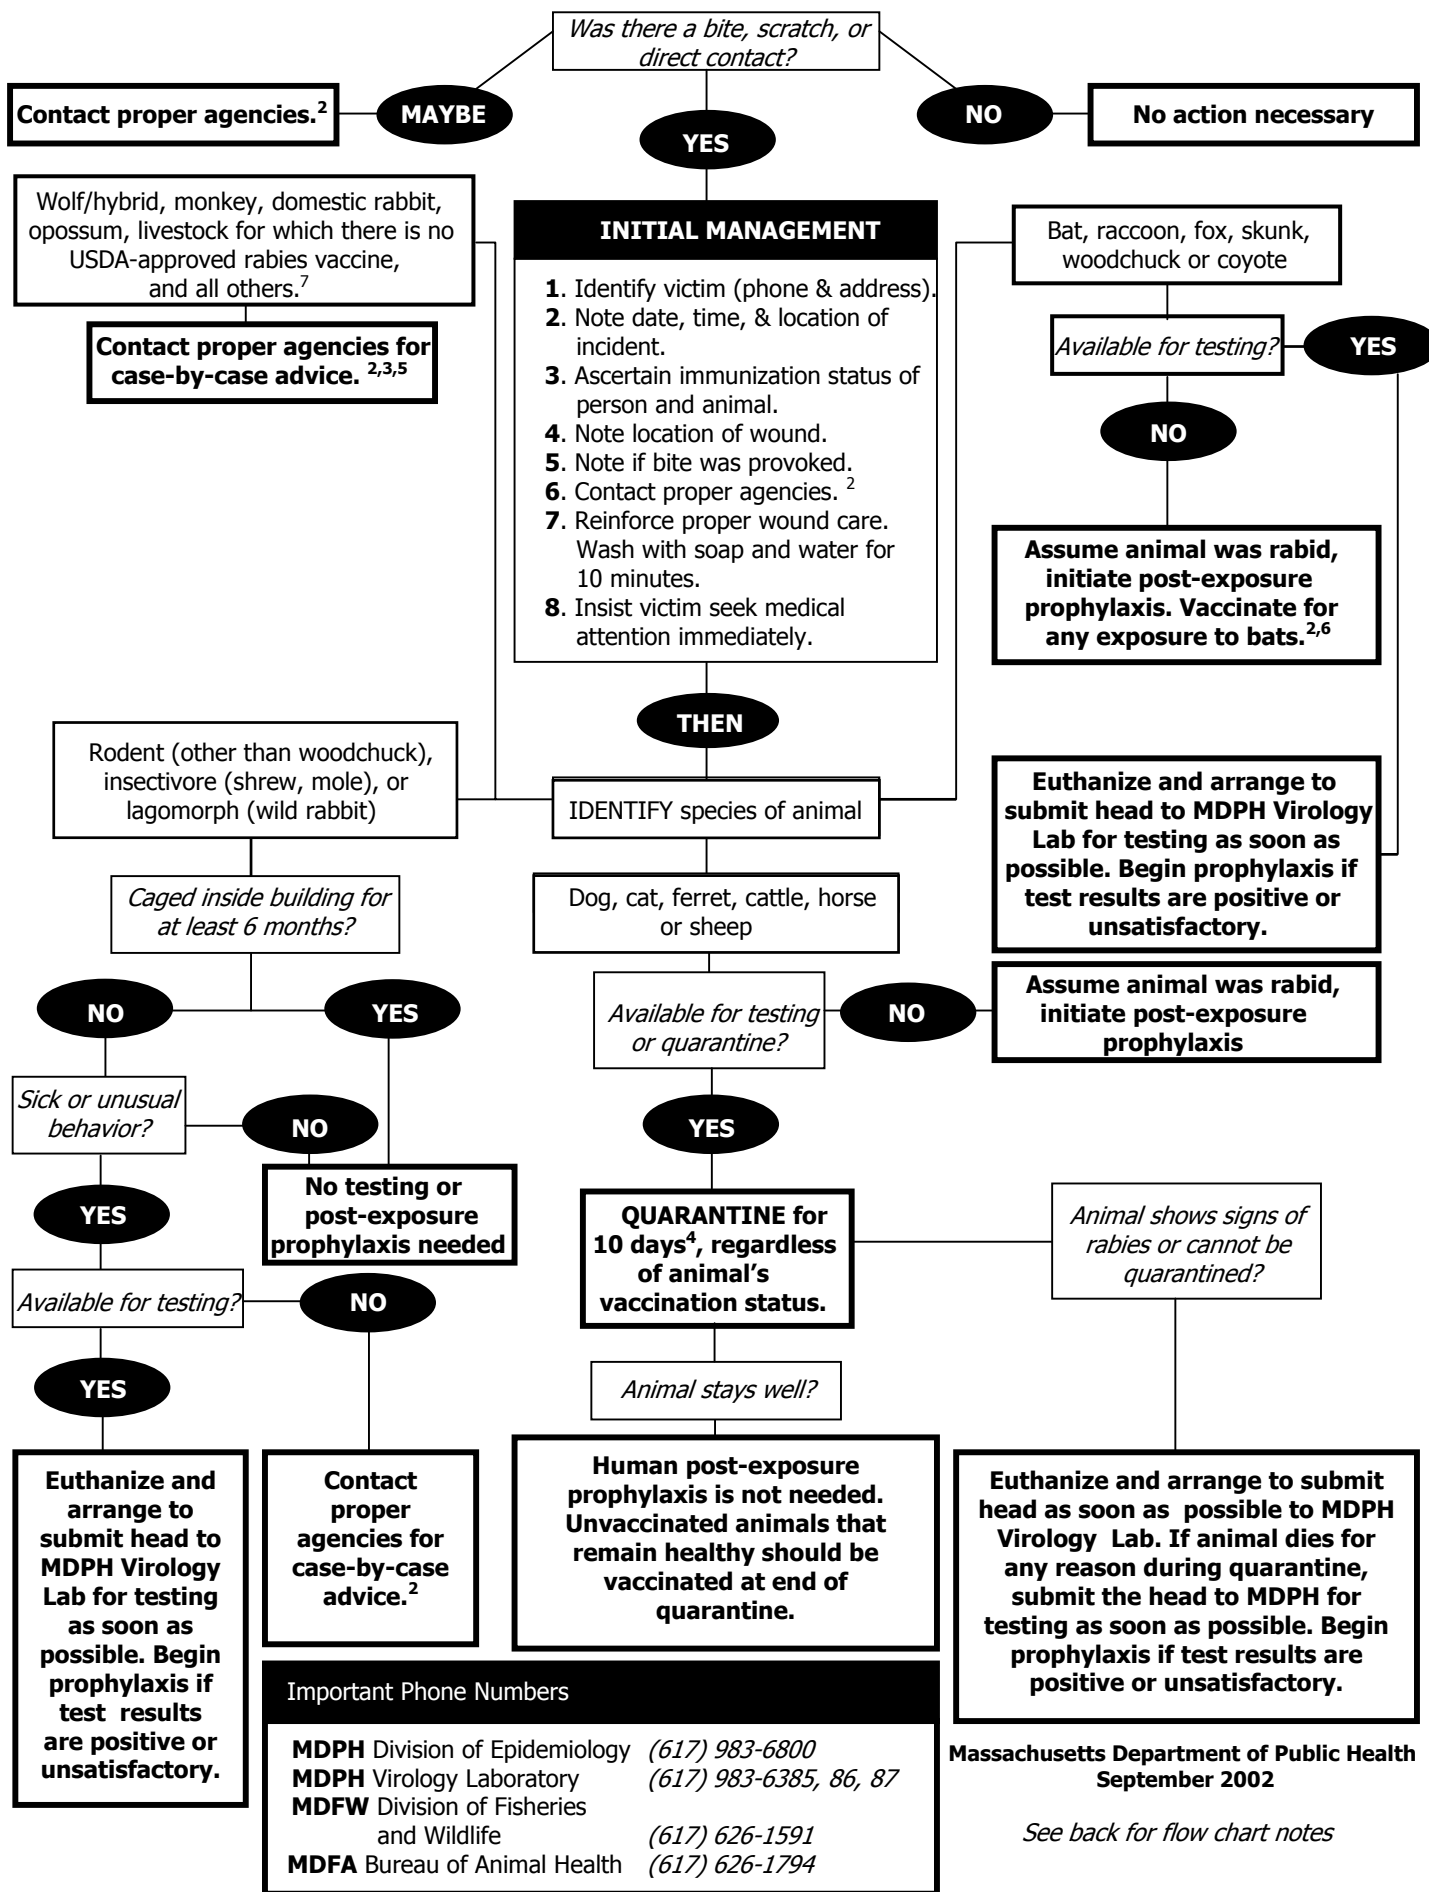 Was there a bite, scratch, or
direct contact?
Contact proper agencies.2
MAYBE
YES
NO
No action necessary
Wolf/hybrid, monkey, domestic rabbit,
opossum, livestock for which there is no
USDA-approved rabies vaccine,
and all others.7
Contact proper agencies for
case-by-case advice. 2,3,5
INITIAL MANAGEMENT
1. Identify victim (phone & address).
2. Note date, time, & location of
incident.
3. Ascertain immunization status of
person and animal.
4. Note location of wound.
5. Note if bite was provoked.
6. Contact proper agencies. 2
7. Reinforce proper wound care.
Wash with soap and water for
10 minutes.
8. Insist victim seek medical
attention immediately.
Bat, raccoon, fox, skunk,
woodchuck or coyote
Available for testing?
YES
NO
Assume animal was rabid,
initiate post-exposure
prophylaxis. Vaccinate for
any exposure to bats.2,6
THEN
Rodent (other than woodchuck),
insectivore (shrew, mole), or
lagomorph (wild rabbit)
IDENTIFY species of animal
Euthanize and arrange to
submit head to MDPH Virology
Lab for testing as soon as
possible. Begin prophylaxis if
test results are positive or
unsatisfactory.
Caged inside building for
at least 6 months?
Dog, cat, ferret, cattle, horse
or sheep
NO
YES
Available for testing
or quarantine?
NO
Assume animal was rabid,
initiate post-exposure
prophylaxis
Sick or unusual
behavior?
NO
YES
No testing or
post-exposure
prophylaxis needed
YES
QUARANTINE for
10 days4, regardless
of animal's
vaccination status.
Animal shows signs of
rabies or cannot be
quarantined?
Available for testing?
NO
YES
Animal stays well?
Euthanize and
arrange to
submit head to
MDPH Virology
Lab for testing
as soon as
possible. Begin
prophylaxis if
test results
are positive or
unsatisfactory.
Contact
proper
agencies for
case-by-case
advice.2
Human post-exposure
prophylaxis is not needed.
Unvaccinated animals that
remain healthy should be
vaccinated at end of
quarantine.
Euthanize and arrange to submit
head as soon as possible to MDPH
Virology Lab. If animal dies for
any reason during quarantine,
submit the head to MDPH for
testing as soon as possible. Begin
prophylaxis if test results are
positive or unsatisfactory.
Important Phone Numbers
MDPH Division of Epidemiology (617) 983-6800
MDPH Virology Laboratory (617) 983-6385, 86, 87
MDFW Division of Fisheries
and Wildlife (617) 626-1591
MDFA Bureau of Animal Health (617) 626-1794
Massachusetts Department of Public Health
September 2002
See back for flow chart notes